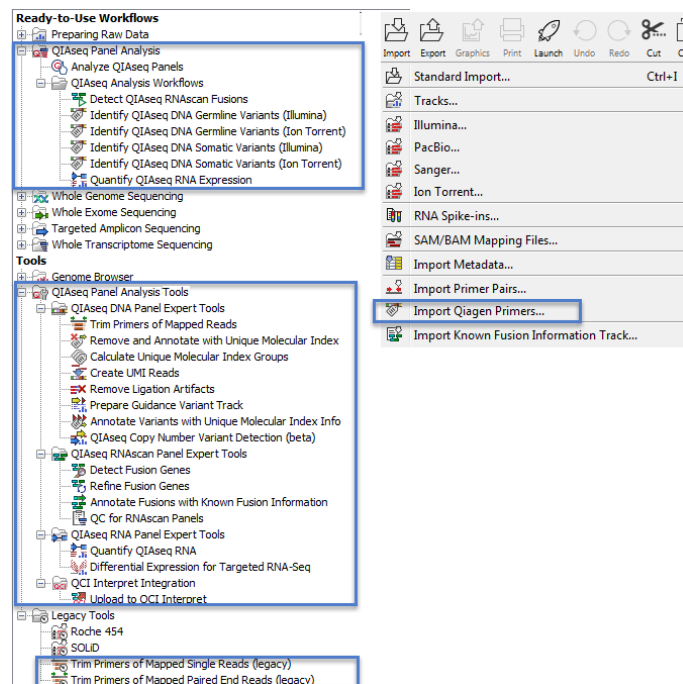 Ready-to-Use Workflows
Preparing Raw Data
QIAseq Panel Analysis
Analyze QIAseq Panels
QIAseq Analysis Workflows
Detect QIAseq RNAscan Fusions
Identify QIAseq DNA Germline Variants (Illumina)
Identify QIAseq DNA Germline Variants (Ion Torrent)
Identify QIAseq DNA Somatic Variants (Illumina)
Identify QIAseq DNA Somatic Variants (Ion Torrent)
Quantify QIAseq RNA Expression
Whole Genome Sequencing
Whole Exome Sequencing
Targeted Amplicon Sequencing
Whole Transcriptome Sequencing
Tools
Genome Browser
QIAseq Panel Analysis Tools
QIAseq DNA Panel Expert Tools
Trim Primers of Mapped Reads
Remove and Annotate with Unique Molecular Index
Calculate Unique Molecular Index Groups
Create UMI Reads
Remove Ligation Artifacts
Prepare Guidance Variant Track
Annotate Variants with Unique Molecular Index Info
QIAseq Copy Number Variant Detection (beta)
QIAseq RNAscan Panel Expert Tools
Detect Fusion Genes
Refine Fusion Genes
Annotate Fusions with Known Fusion Information
QC for RNAscan Panels
QIAseq RNA Panel Expert Tools
Quantify QIAseq RNA
Differential Expression for Targeted RNA-Seq
QCI Interpret Integration
Upload to QCI Interpret
Legacy Tools
Roche 454
SOLiD
Trim Primers of Mapped Single Reads (legacy)
Trim Primers of Mapped Paired End Reads (legacy)
Import Export Graphics Print Launch Undo Redo Cut
Standard Import... Ctrl+I
Tracks...
Illumina...
PacBio...
Sanger...
Ion Torrent...
RNA Spike-ins...
SAM/BAM Mapping Files...
Import Metadata...
Import Primer Pairs...
Import Qiagen Primers...
Import Known Fusion Information Track...